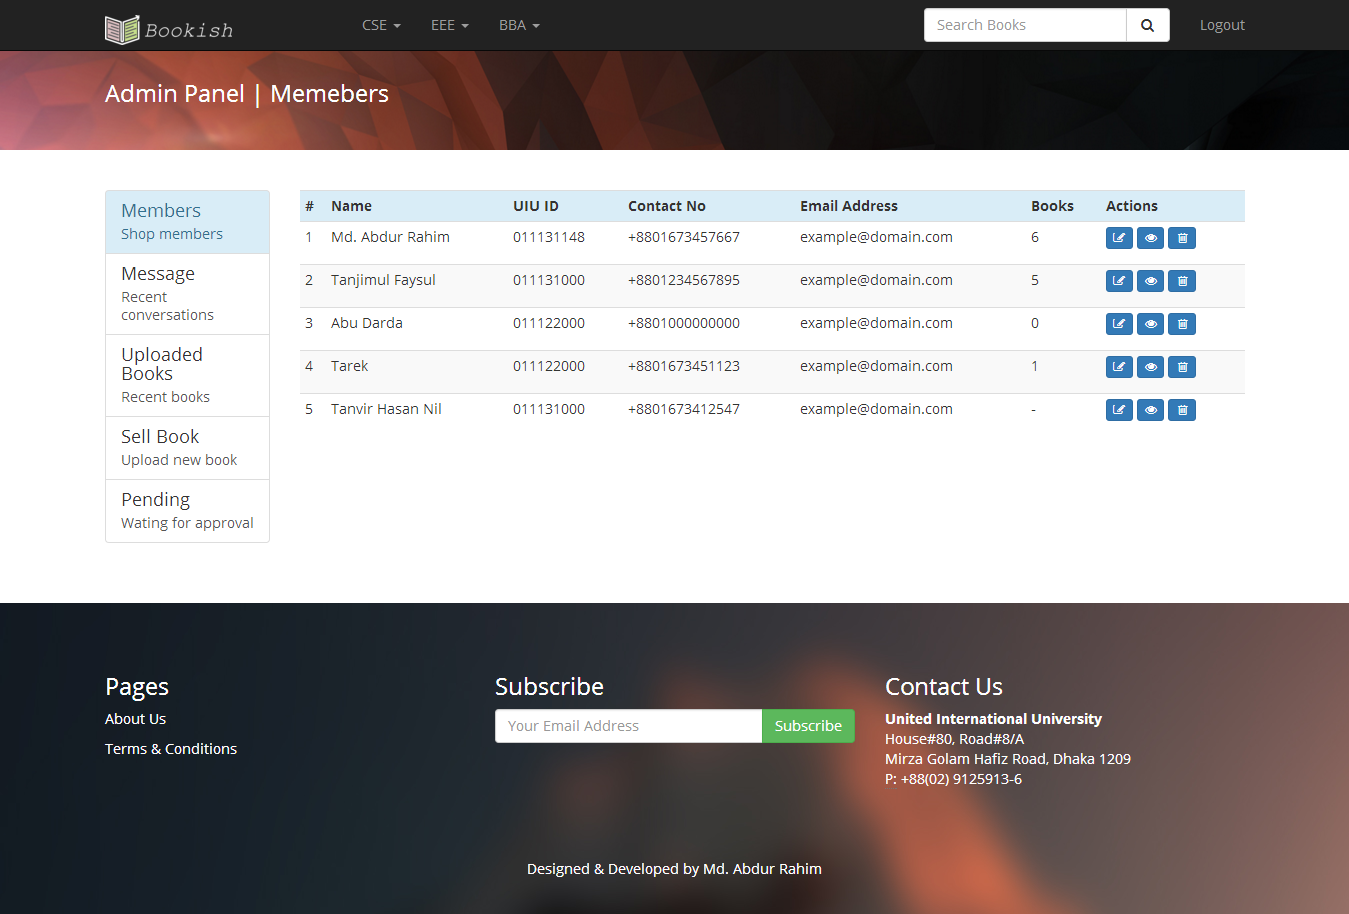 Bookish CSE EEE BBA Search Books Logout
Admin Panel | Memebers
Members
Shop members
Message
Recent
conversations
Uploaded
Books
Recent books
Sell Book
Upload new book
Pending
Wating for approval
# Name UIU ID Contact No Email Address Books Actions
1 Md. Abdur Rahim 011131148 +8801673457667 example@domain.com 6
2 Tanjimul Faysul 011131000 +8801234567895 example@domain.com 5
3 Abu Darda 011122000 +8801000000000 example@domain.com 0
4 Tarek 011122000 +8801673451123 example@domain.com 1
5 Tanvir Hasan Nil 011131000 +8801673412547 example@domain.com -
Pages
About Us
Terms & Conditions
Subscribe
Your Email Address Subscribe
Contact Us
United International University
House#80, Road#8/A
Mirza Golam Hafiz Road, Dhaka 1209
P: +88(02) 9125913-6
Designed & Developed by Md. Abdur Rahim